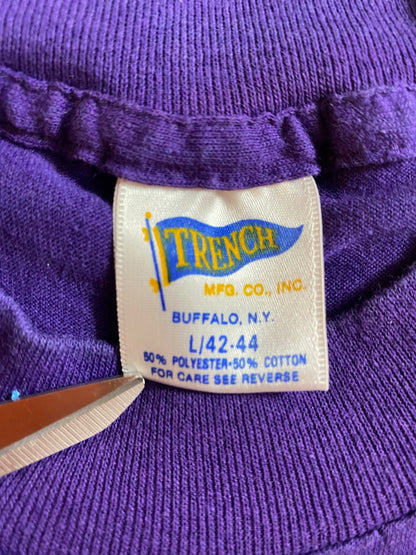 TRENCH
MFG. CO., INC.
BUFFALO, N.Y.
L/42-44
50% POLYESTER·50% COTTON
FOR CARE SEE REVERSE